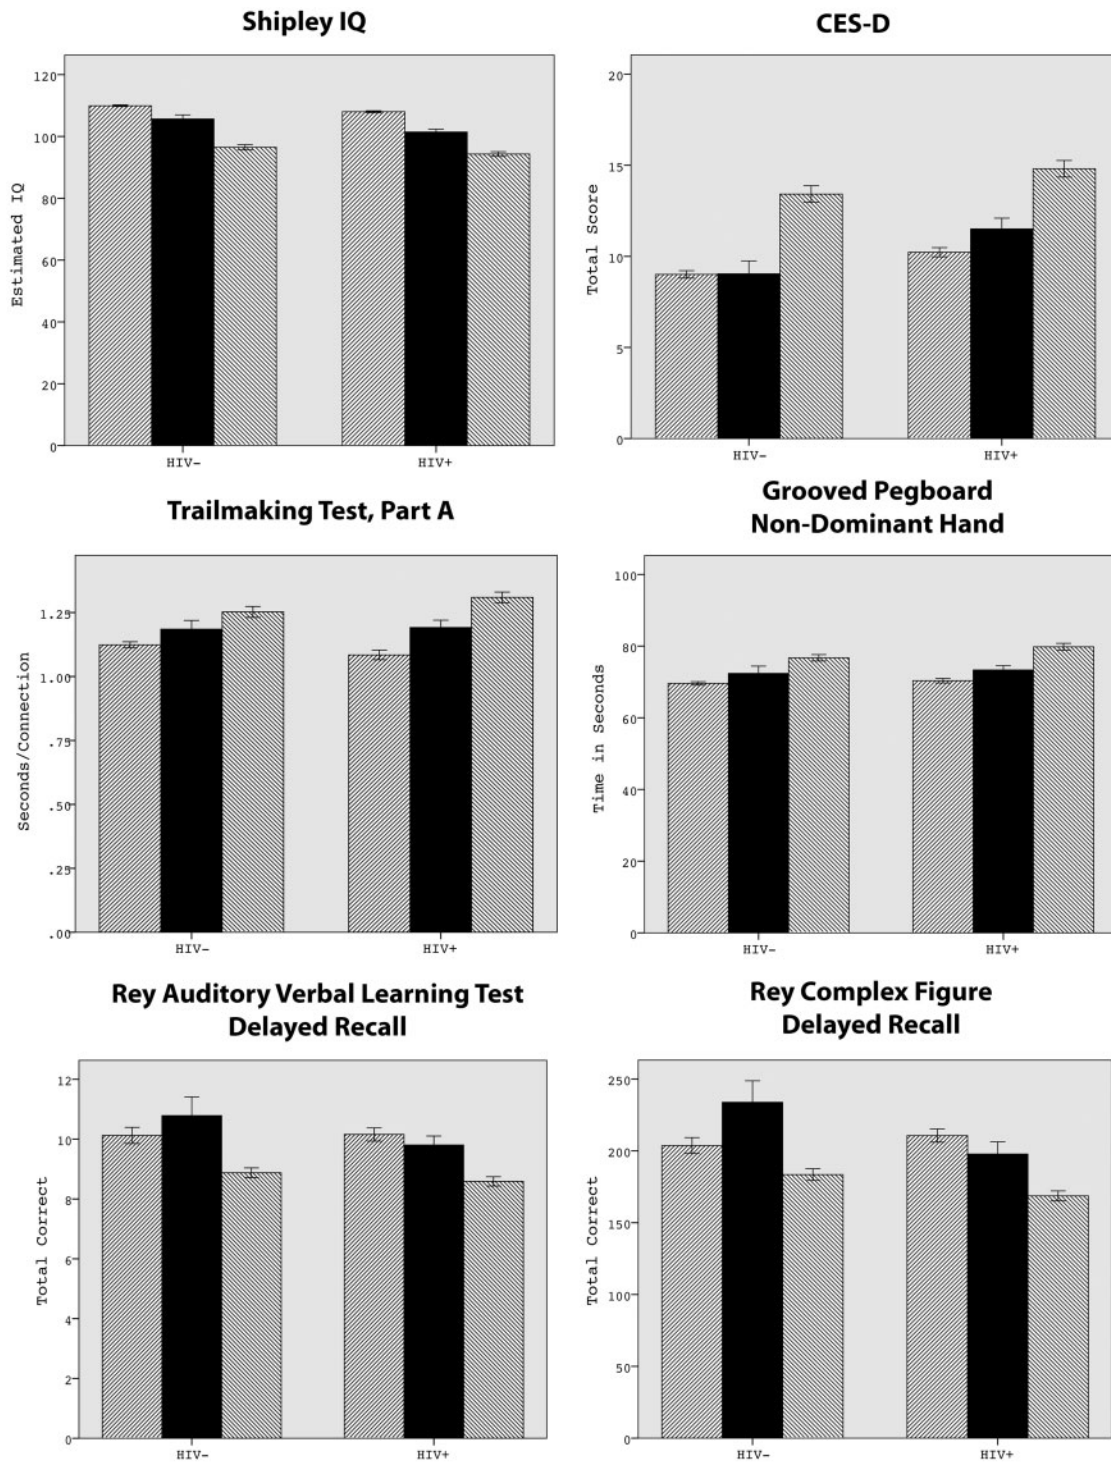 Shipley IQ
120
100
80
60
40
20
0
Estimated IQ
HIV-
HIV+
CES-D
20
15
10
5
0
Total Score
HIV-
HIV+
Trailmaking Test, Part A
1.25
1.00
.75
.50
.25
.00
Seconds/Connection
HIV-
HIV+
Grooved Pegboard
Non-Dominant Hand
100
80
60
40
20
0
Time in Seconds
HIV-
HIV+
Rey Auditory Verbal Learning Test
Delayed Recall
12
10
8
6
4
2
0
Total Correct
HIV-
HIV+
Rey Complex Figure
Delayed Recall
250
200
150
100
50
0
Total Correct
HIV-
HIV+